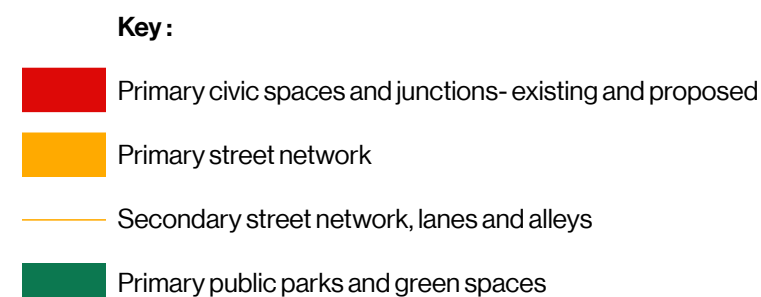 Key :
Primary civic spaces and junctions- existing and proposed
Primary street network
Secondary street network, lanes and alleys
Primary public parks and green spaces